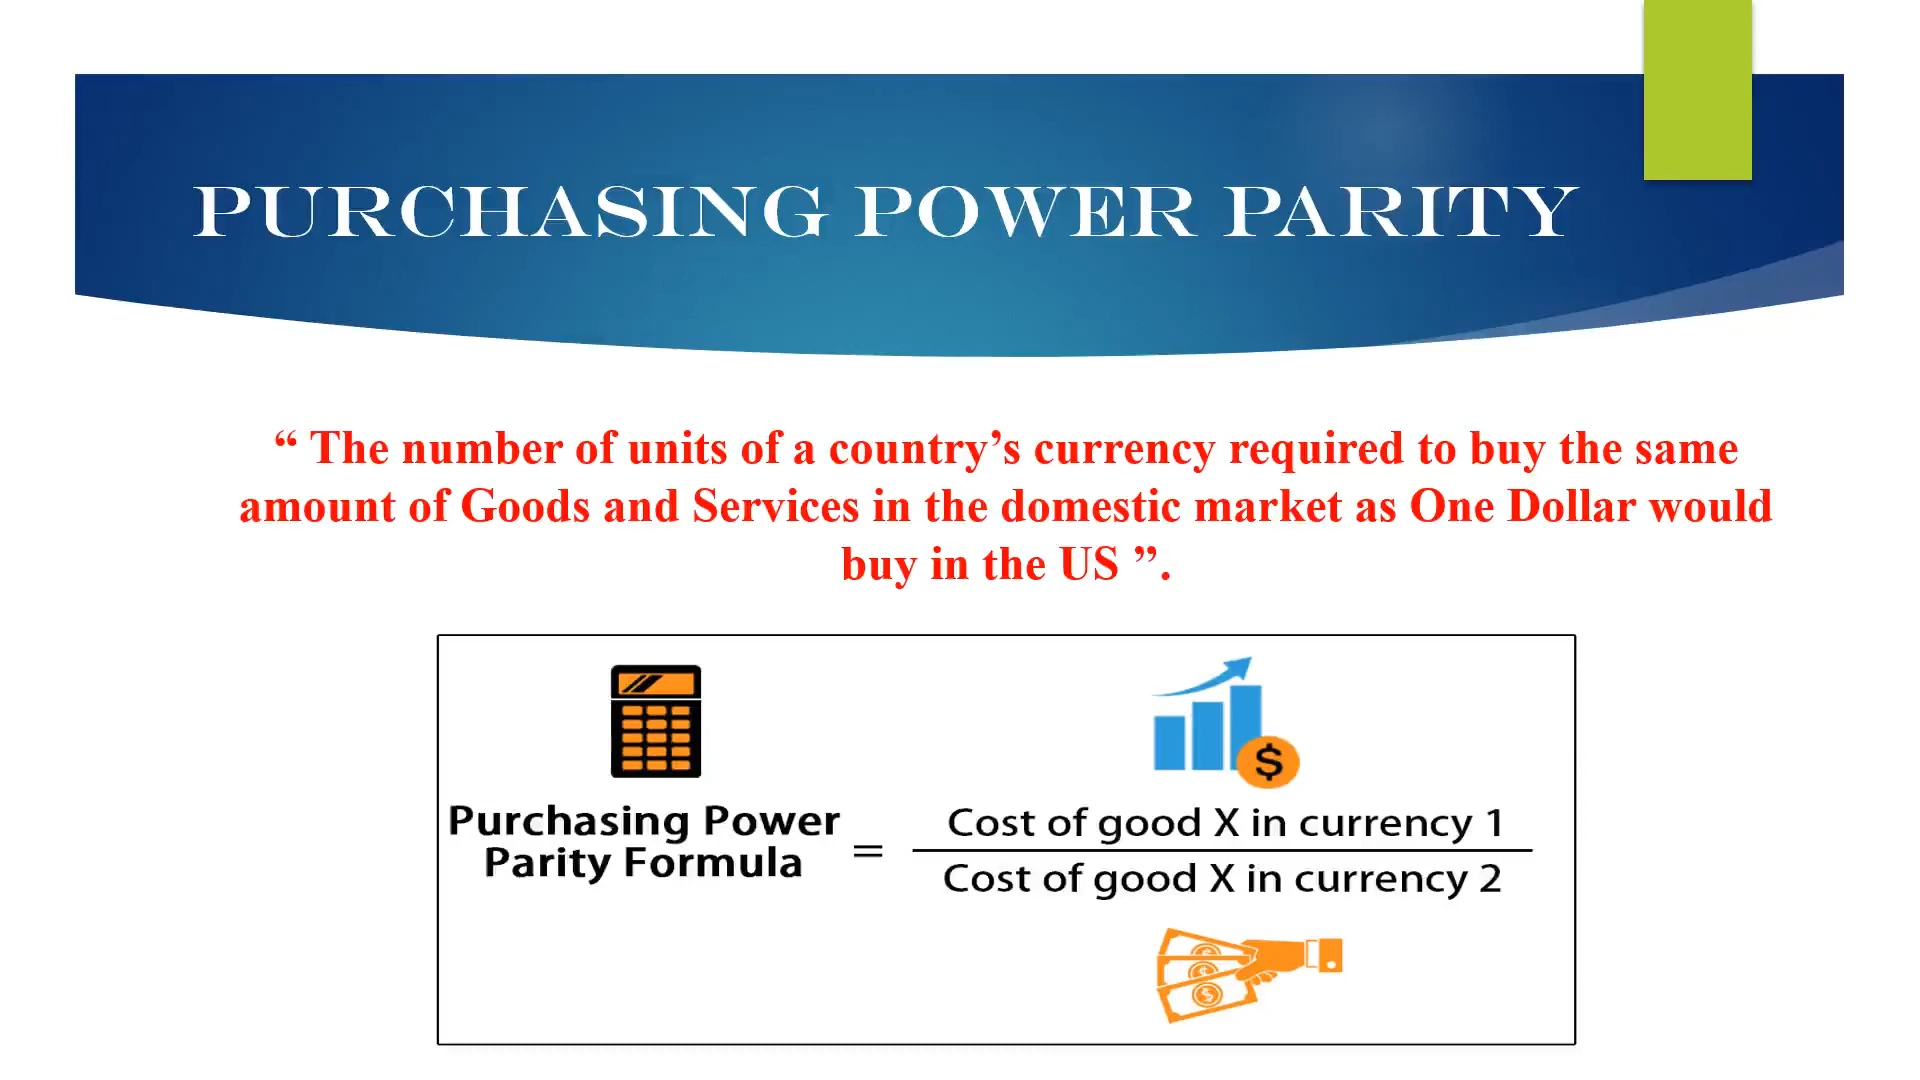 PURCHASING POWER PARITY
“ The number of units of a country’s currency required to buy the same
amount of Goods and Services in the domestic market as One Dollar would
buy in the US ”.
$
Purchasing Power
Parity Formula
=
Cost of good X in currency 1
Cost of good X in currency 2